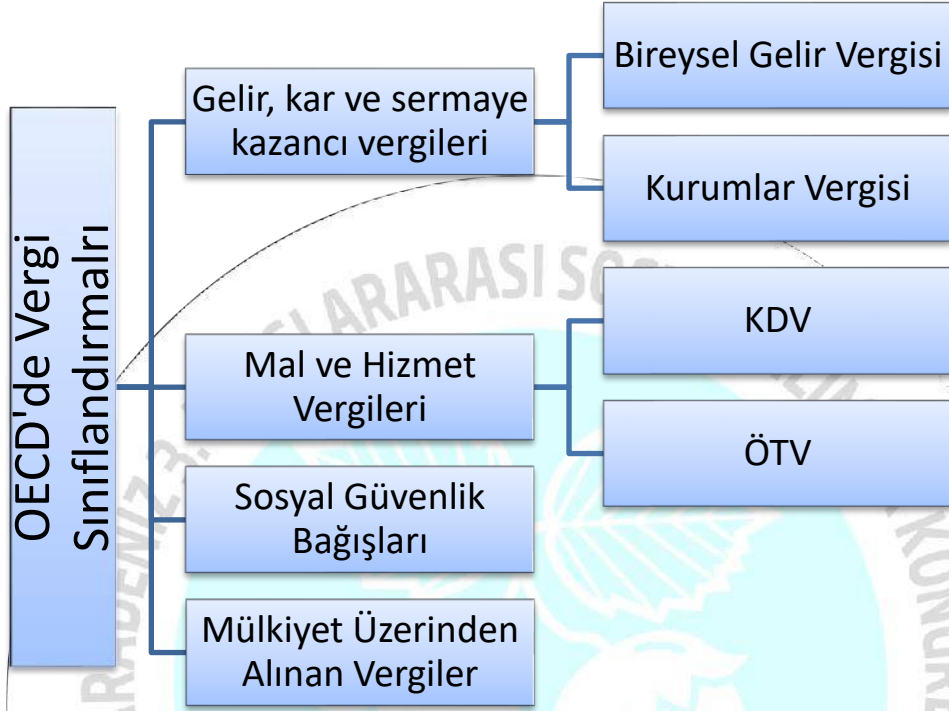 OECD'de Vergi
Sınıflandırmalrı
Gelir, kar ve sermaye
kazancı vergileri
Bireysel Gelir Vergisi
Kurumlar Vergisi
Mal ve Hizmet
Vergileri
KDV
ÖTV
Sosyal Güvenlik
Bağışları
Mülkiyet Üzerinden
Alınan Vergiler